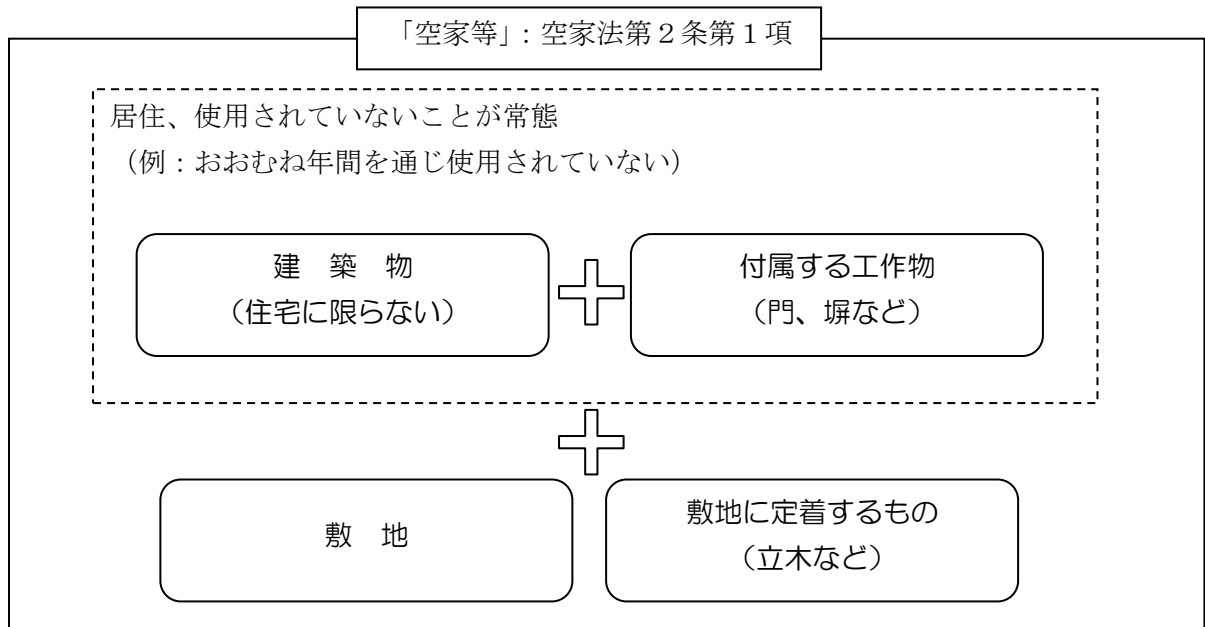 「空家等」：空家法第２条第１項
居住、使用されていないことが常態
（例：おおむね年間を通じ使用されていない）
建　築　物
（住宅に限らない）
付属する工作物
（門、塀など）
敷　地
敷地に定着するもの
（立木など）